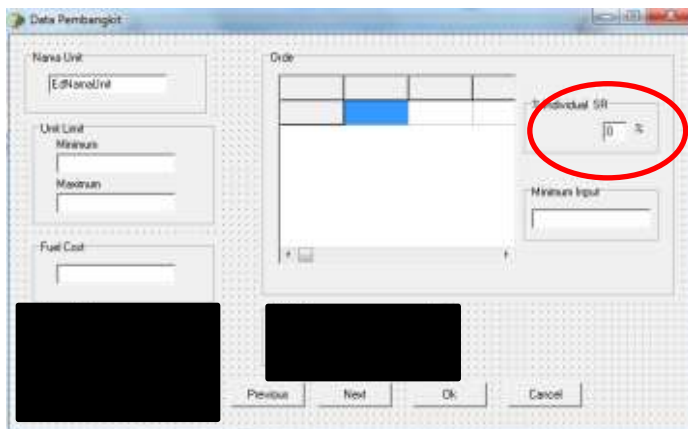 Data Pembangkit
Nama Unit
EdNamaUnit
Unit Limit
Minimum
Maximum
Fuel Cost
Orde
% Individual SR
0 %
Minimum Input
Previous
Next
Ok
Cancel